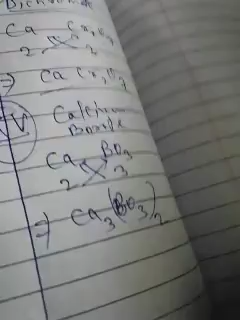 Ca Cr₂O₇
2 2
⇒ Ca Cr₂O₇
V Calcium
Borate
Ca BO₃
2 3
⇒ Ca₃(BO₃)₂